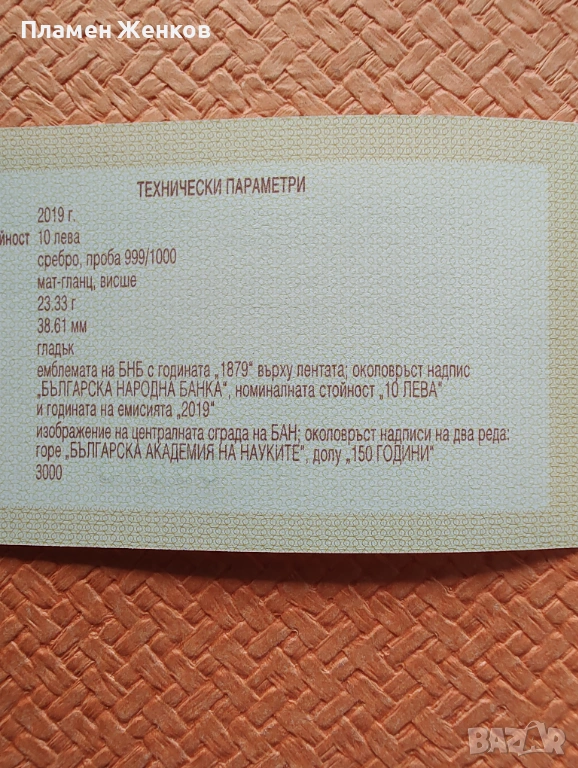 Пламен Женков
ТЕХНИЧЕСКИ ПАРАМЕТРИ
2019 г.
йност 10 лева
сребро, проба 999/1000
мат-гланц, висше
23.33 г
38.61 мм
гладък
емблемата на БНБ с годината „1879“ върху лентата; околовръст надпис
„БЪЛГАРСКА НАРОДНА БАНКА“, номиналната стойност „10 ЛЕВА“
и годината на емисията „2019“
изображение на централната сграда на БАН; околовръст надписи на два реда:
горе „БЪЛГАРСКА АКАДЕМИЯ НА НАУКИТЕ“, долу „150 ГОДИНИ“
3000
BAZAR